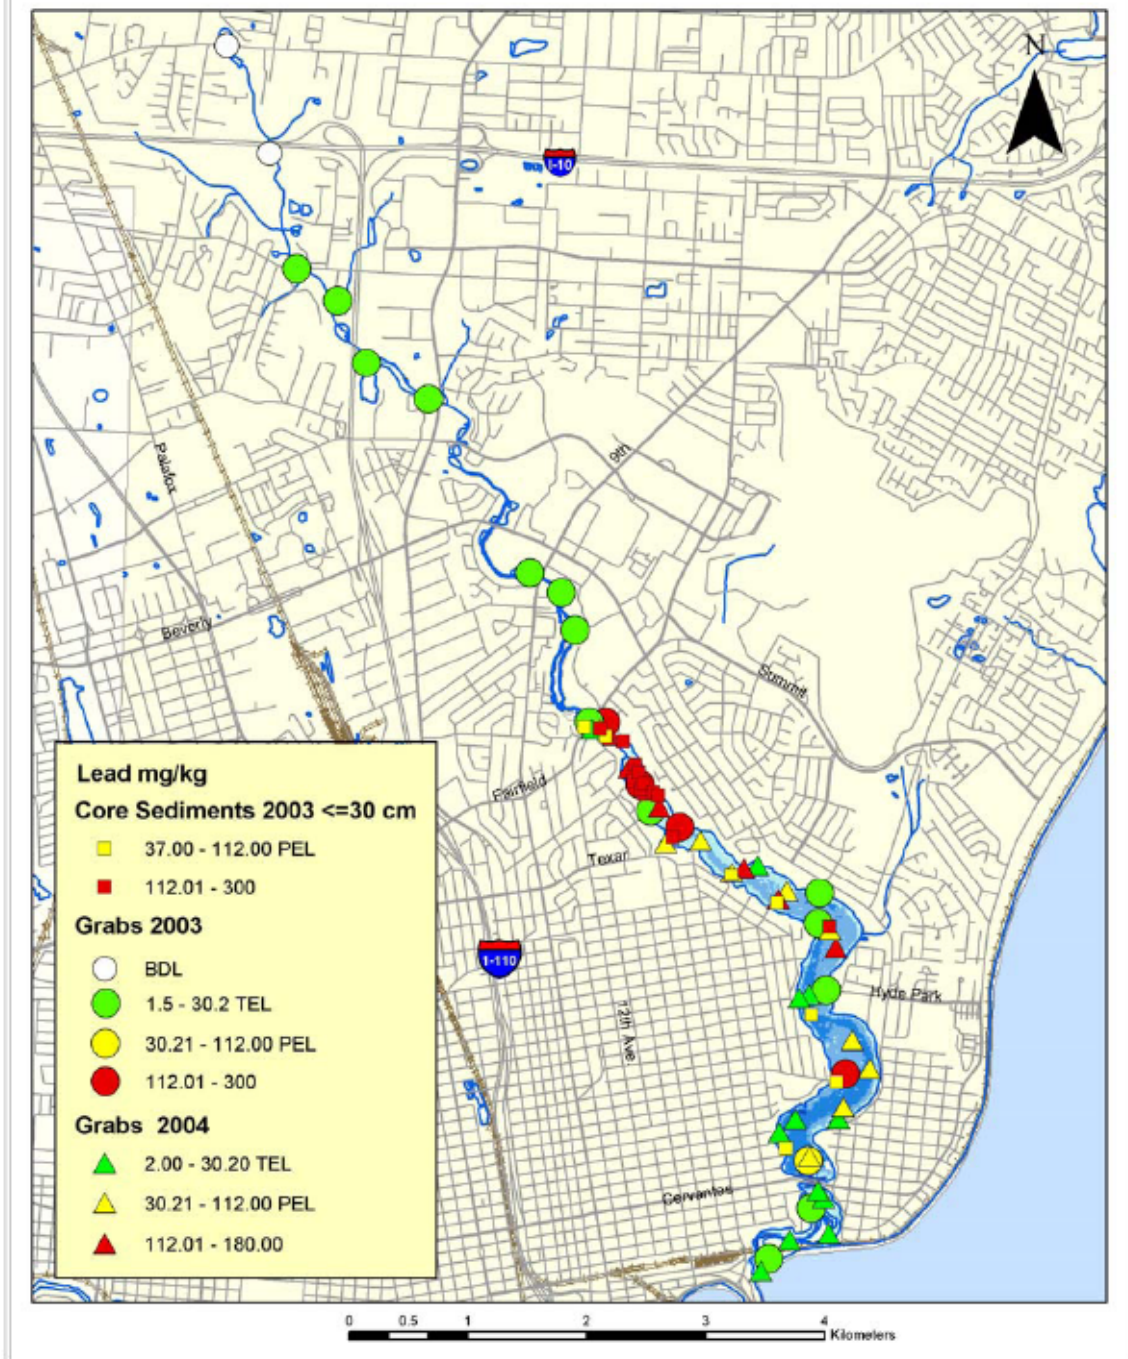 N
I-10
9th
Palafox
Beverly
Summit
Fairfield
Texar
1-110
12th Ave.
Hyde Park
Cervantes
Lead mg/kg
Core Sediments 2003 <=30 cm
37.00 - 112.00 PEL
112.01 - 300
Grabs 2003
BDL
1.5 - 30.2 TEL
30.21 - 112.00 PEL
112.01 - 300
Grabs 2004
2.00 - 30.20 TEL
30.21 - 112.00 PEL
112.01 - 180.00
0 0.5 1 2 3 4
Kilometers